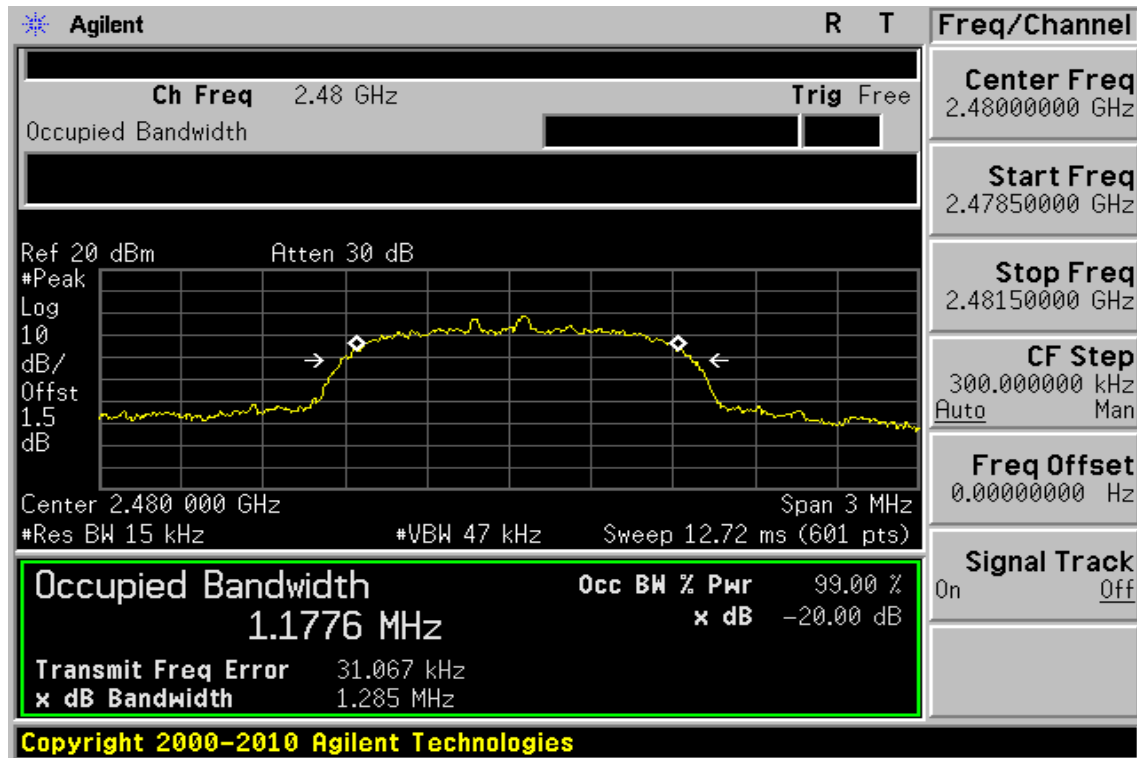 Agilent R T Freq/Channel
Ch Freq 2.48 GHz Trig Free
Occupied Bandwidth
Center Freq
2.48000000 GHz
Start Freq
2.47850000 GHz
Stop Freq
2.48150000 GHz
CF Step
300.000000 kHz
Auto Man
Freq Offset
0.00000000 Hz
Signal Track
On Off
Ref 20 dBm Atten 30 dB
#Peak
Log
10
dB/
Offst
1.5
dB
Center 2.480 000 GHz Span 3 MHz
#Res BW 15 kHz #VBW 47 kHz Sweep 12.72 ms (601 pts)
Occupied Bandwidth Occ BW % Pwr 99.00 %
1.1776 MHz x dB -20.00 dB
Transmit Freq Error 31.067 kHz
x dB Bandwidth 1.285 MHz
Copyright 2000-2010 Agilent Technologies